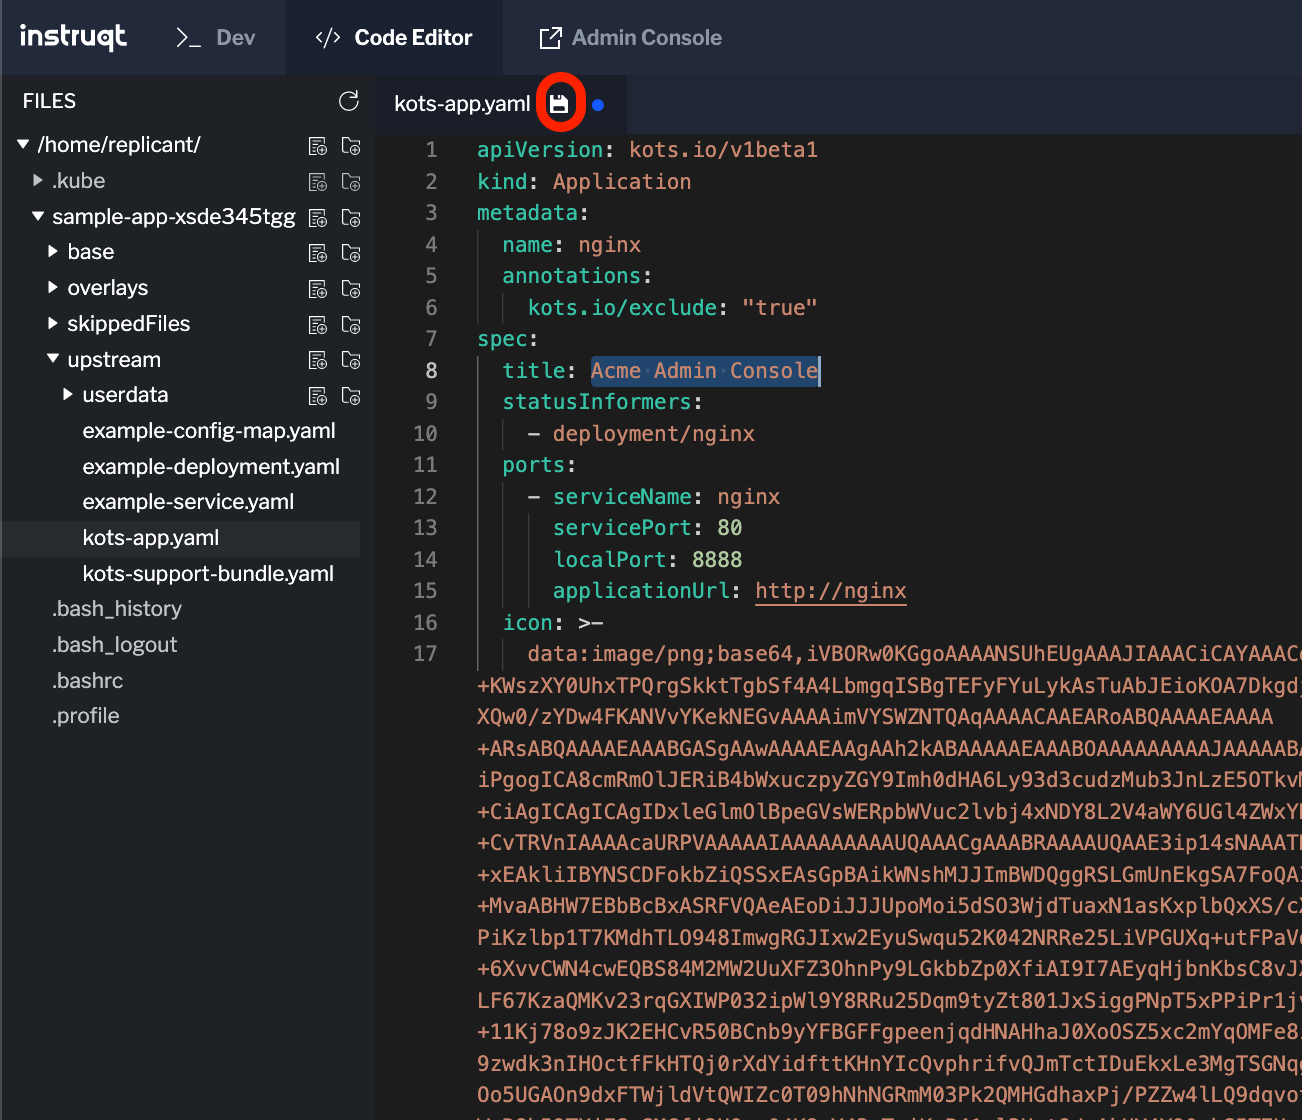 instruqt
>_ Dev
</> Code Editor
Admin Console
FILES
/home/replicant/
.kube
sample-app-xsde345tgg
base
overlays
skippedFiles
upstream
userdata
example-config-map.yaml
example-deployment.yaml
example-service.yaml
kots-app.yaml
kots-support-bundle.yaml
.bash_history
.bash_logout
.bashrc
.profile
kots-app.yaml
1 apiVersion: kots.io/v1beta1
2 kind: Application
3 metadata:
4 name: nginx
5 annotations:
6 kots.io/exclude: "true"
7 spec:
8 title: Acme Admin Console
9 statusInformers:
10 - deployment/nginx
11 ports:
12 - serviceName: nginx
13 servicePort: 80
14 localPort: 8888
15 applicationUrl: http://nginx
16 icon: >-
17 data:image/png;base64,iVBORw0KGgoAAAANSUhEUgAAAJIAAACiCAYAAAC
+KWszXY0UhxTPQrgSkktTgbSf4A4LbmgqISBgTEFyFYuLykAsTuAbJEioKOA7Dkgdj
XQw0/zYDw4FKANVvYKekNEGvAAAAimVYSWZNTQAqAAAACAAEARoABQAAAAEAAAA
+ARsABQAAAAEAAABGASgAAwAAAAEAAgAAh2kABAAAAAEAAABOAAAAAAAAAJAAAAABA
iPgogICA8cmRmOlJERiB4bWxuczpyZGY9Imh0dHA6Ly93d3cudzMub3JnLzE5OTkv
+CiAgICAgICAgIDxleGlmOlBpeGVsWERpbWVuc2lvbj4xNDY8L2V4aWY6UGl4ZWxY
+CvTRVnIAAAAcaURPVAAAAAIAAAAAAAAAUQAAACgAAABRAAAAUQAAE3ip14sNAAAT
+xEAkliIBYNSCDFokbZiQSSxEAsGpBAikWNshMJJImBWDQggRSLGmUnEkgSA7FoQA
+MvaABHW7EBbBcBxASRFVQAeAEoDiJJJUpoMoi5dSO3WjdTuaxN1asKxplbQxXS/c
PiKzlbp1T7KMdhTLO948ImwgRGJIxw2EyuSwqu52K042NRRe25LiVPGUXq+utFPaV
+6XvvCWN4cwEQBS84M2MW2UuXFZ3OhnPy9LGkbbZp0XfiAI9I7AEyqHjbnKbsC8vJ
LF67KzaQMKv23rqGXIWP032ipWl9Y8RRu25Dqm9tyZt801JxSiggPNpT5xPPiPr1j
+11Kj78o9zJK2EHCvR50BCnb9yYFBGFFgpeenjqdHNAHhaJ0XoOSZ5xc2mYqOMFe8
9zwdk3nIHOctfFkHTQj0rXdYidfttKHnYIcQvphrifvQJmTctIDuEkxLe3MgTSGNq
Oo5UGAOn9dxFTWjldVtQWIZc0T09hNhNGRmM03Pk2QMHGdhaxPj/PZZw4lLQ9dqvo